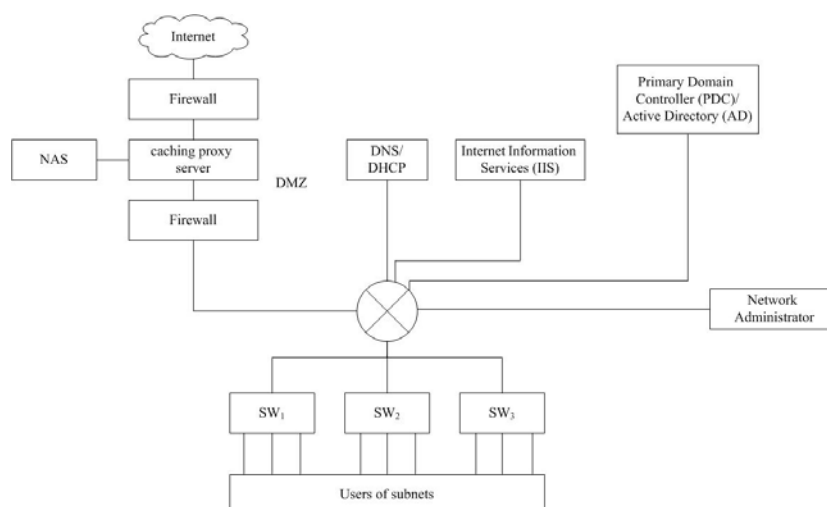 Internet
Firewall
Primary Domain
Controller (PDC)/
Active Directory (AD)
NAS
caching proxy
server
DNS/
DHCP
Internet Information
Services (IIS)
DMZ
Firewall
Network
Administrator
SW1
SW2
SW3
Users of subnets